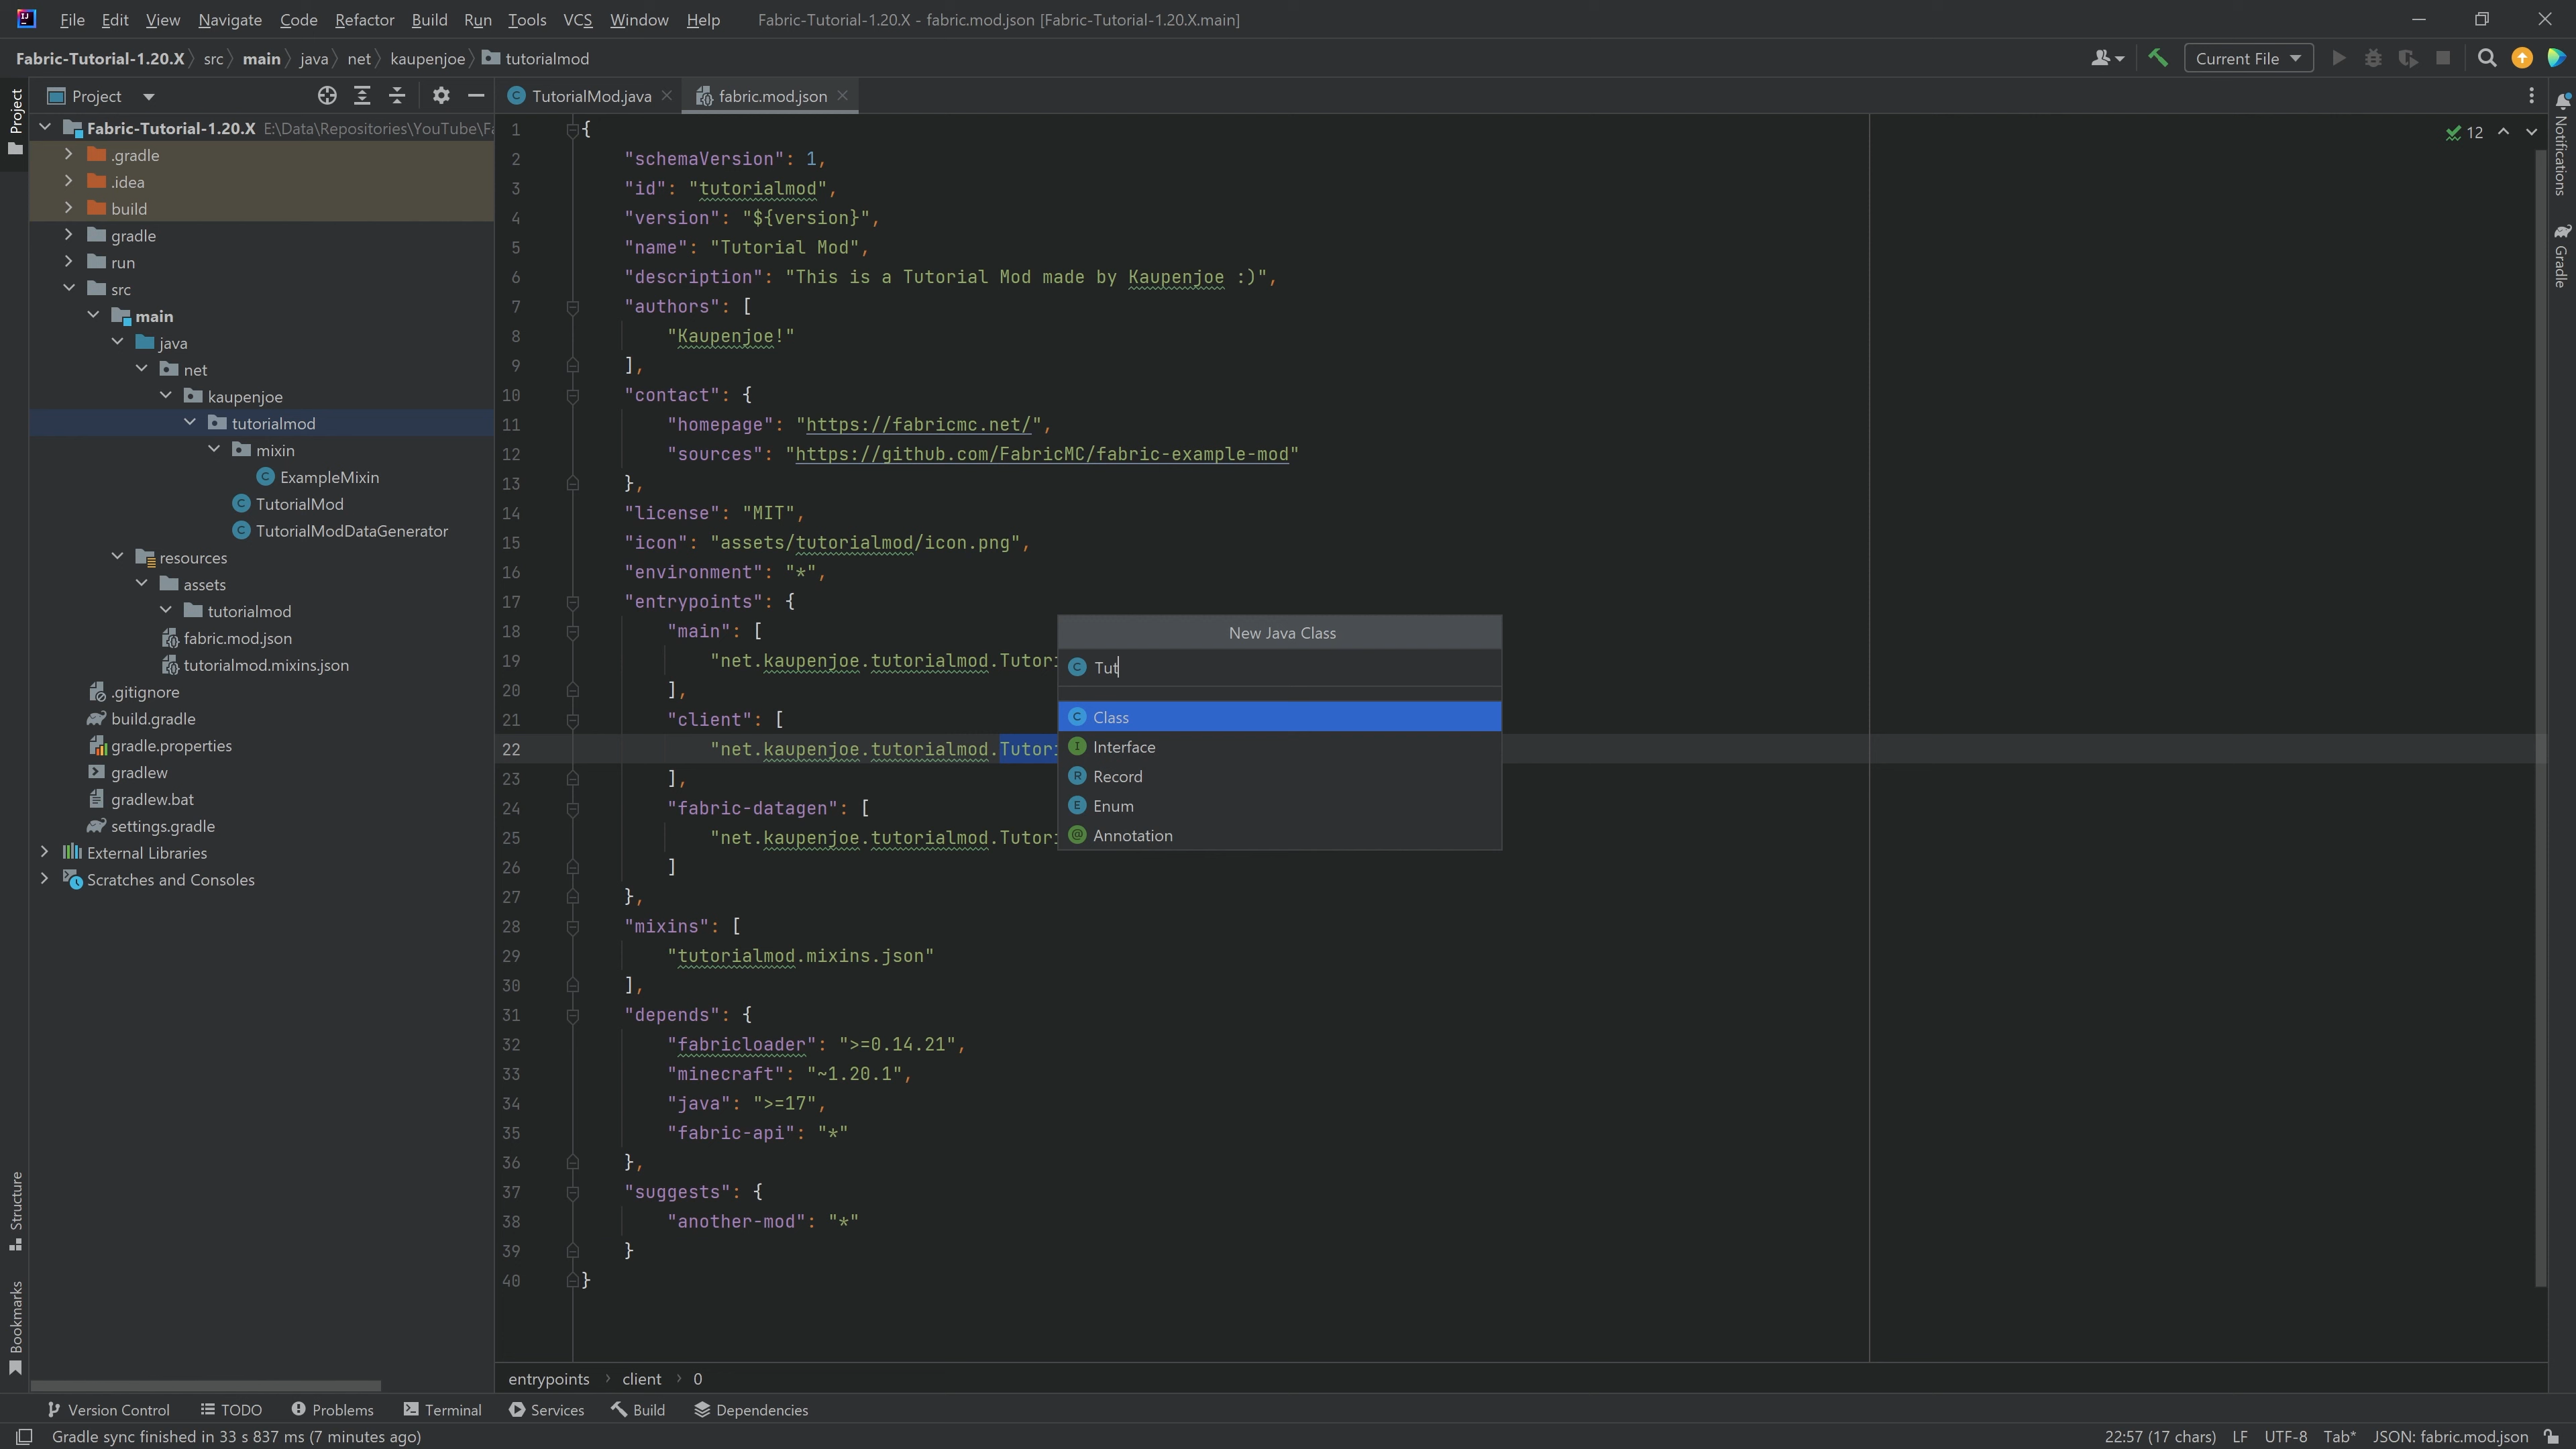 File Edit View Navigate Code Refactor Build Run Tools VCS Window Help Fabric-Tutorial-1.20.X - fabric.mod.json [Fabric-Tutorial-1.20.X.main]
Fabric-Tutorial-1.20.X src main java net kaupenjoe tutorialmod Current File
Project TutorialMod.java fabric.mod.json
Fabric-Tutorial-1.20.X E:\Data\Repositories\YouTube\Fa
.gradle
.idea
build
gradle
run
src
main
java
net
kaupenjoe
tutorialmod
mixin
ExampleMixin
TutorialMod
TutorialModDataGenerator
resources
assets
tutorialmod
fabric.mod.json
tutorialmod.mixins.json
.gitignore
build.gradle
gradle.properties
gradlew
gradlew.bat
settings.gradle
External Libraries
Scratches and Consoles
Project
Structure
Bookmarks
1 {
2 "schemaVersion": 1,
3 "id": "tutorialmod",
4 "version": "${version}",
5 "name": "Tutorial Mod",
6 "description": "This is a Tutorial Mod made by Kaupenjoe :)",
7 "authors": [
8 "Kaupenjoe!"
9 ],
10 "contact": {
11 "homepage": "https://fabricmc.net/",
12 "sources": "https://github.com/FabricMC/fabric-example-mod"
13 },
14 "license": "MIT",
15 "icon": "assets/tutorialmod/icon.png",
16 "environment": "*",
17 "entrypoints": {
18 "main": [
19 "net.kaupenjoe.tutorialmod.Tutori
20 ],
21 "client": [
22 "net.kaupenjoe.tutorialmod.Tutori
23 ],
24 "fabric-datagen": [
25 "net.kaupenjoe.tutorialmod.Tutori
26 ]
27 },
28 "mixins": [
29 "tutorialmod.mixins.json"
30 ],
31 "depends": {
32 "fabricloader": ">=0.14.21",
33 "minecraft": "~1.20.1",
34 "java": ">=17",
35 "fabric-api": "*"
36 },
37 "suggests": {
38 "another-mod": "*"
39 }
40 }
New Java Class
Tut
Class
Interface
Record
Enum
Annotation
12
Notifications
Gradle
entrypoints client 0
Version Control TODO Problems Terminal Services Build Dependencies
Gradle sync finished in 33 s 837 ms (7 minutes ago) 22:57 (17 chars) LF UTF-8 Tab* JSON: fabric.mod.json